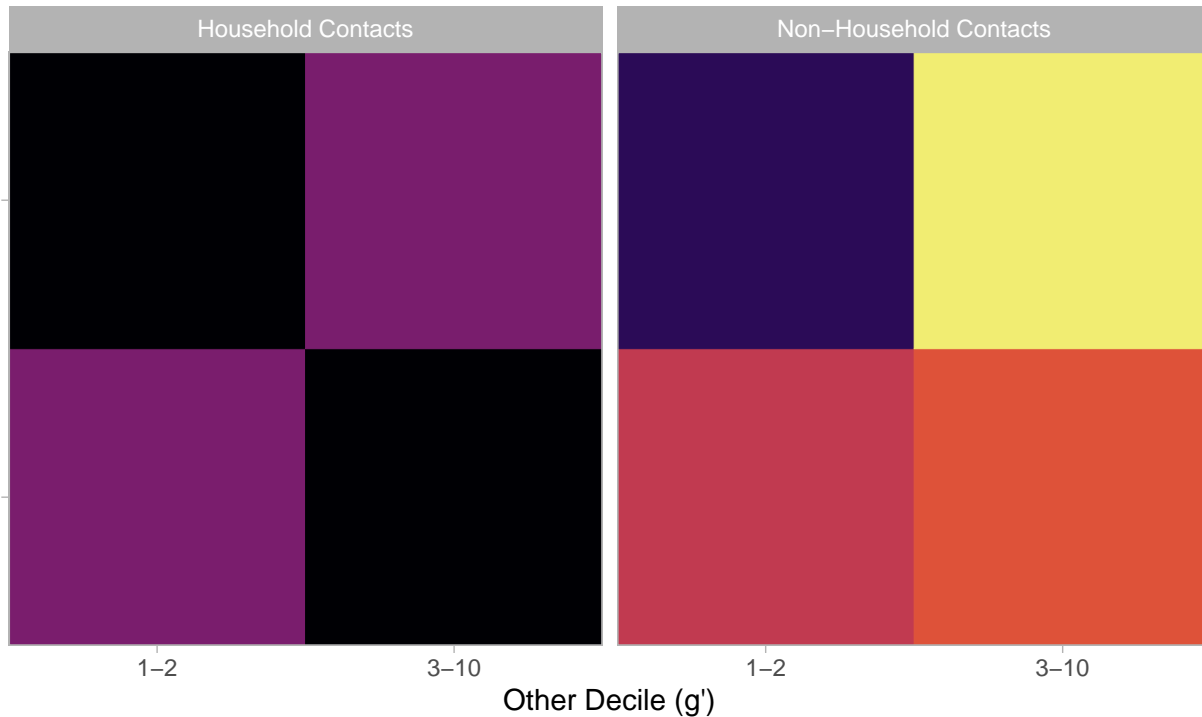 Household Contacts
Non−Household Contacts
1−2
3−10
1−2
3−10
Other Decile (g')